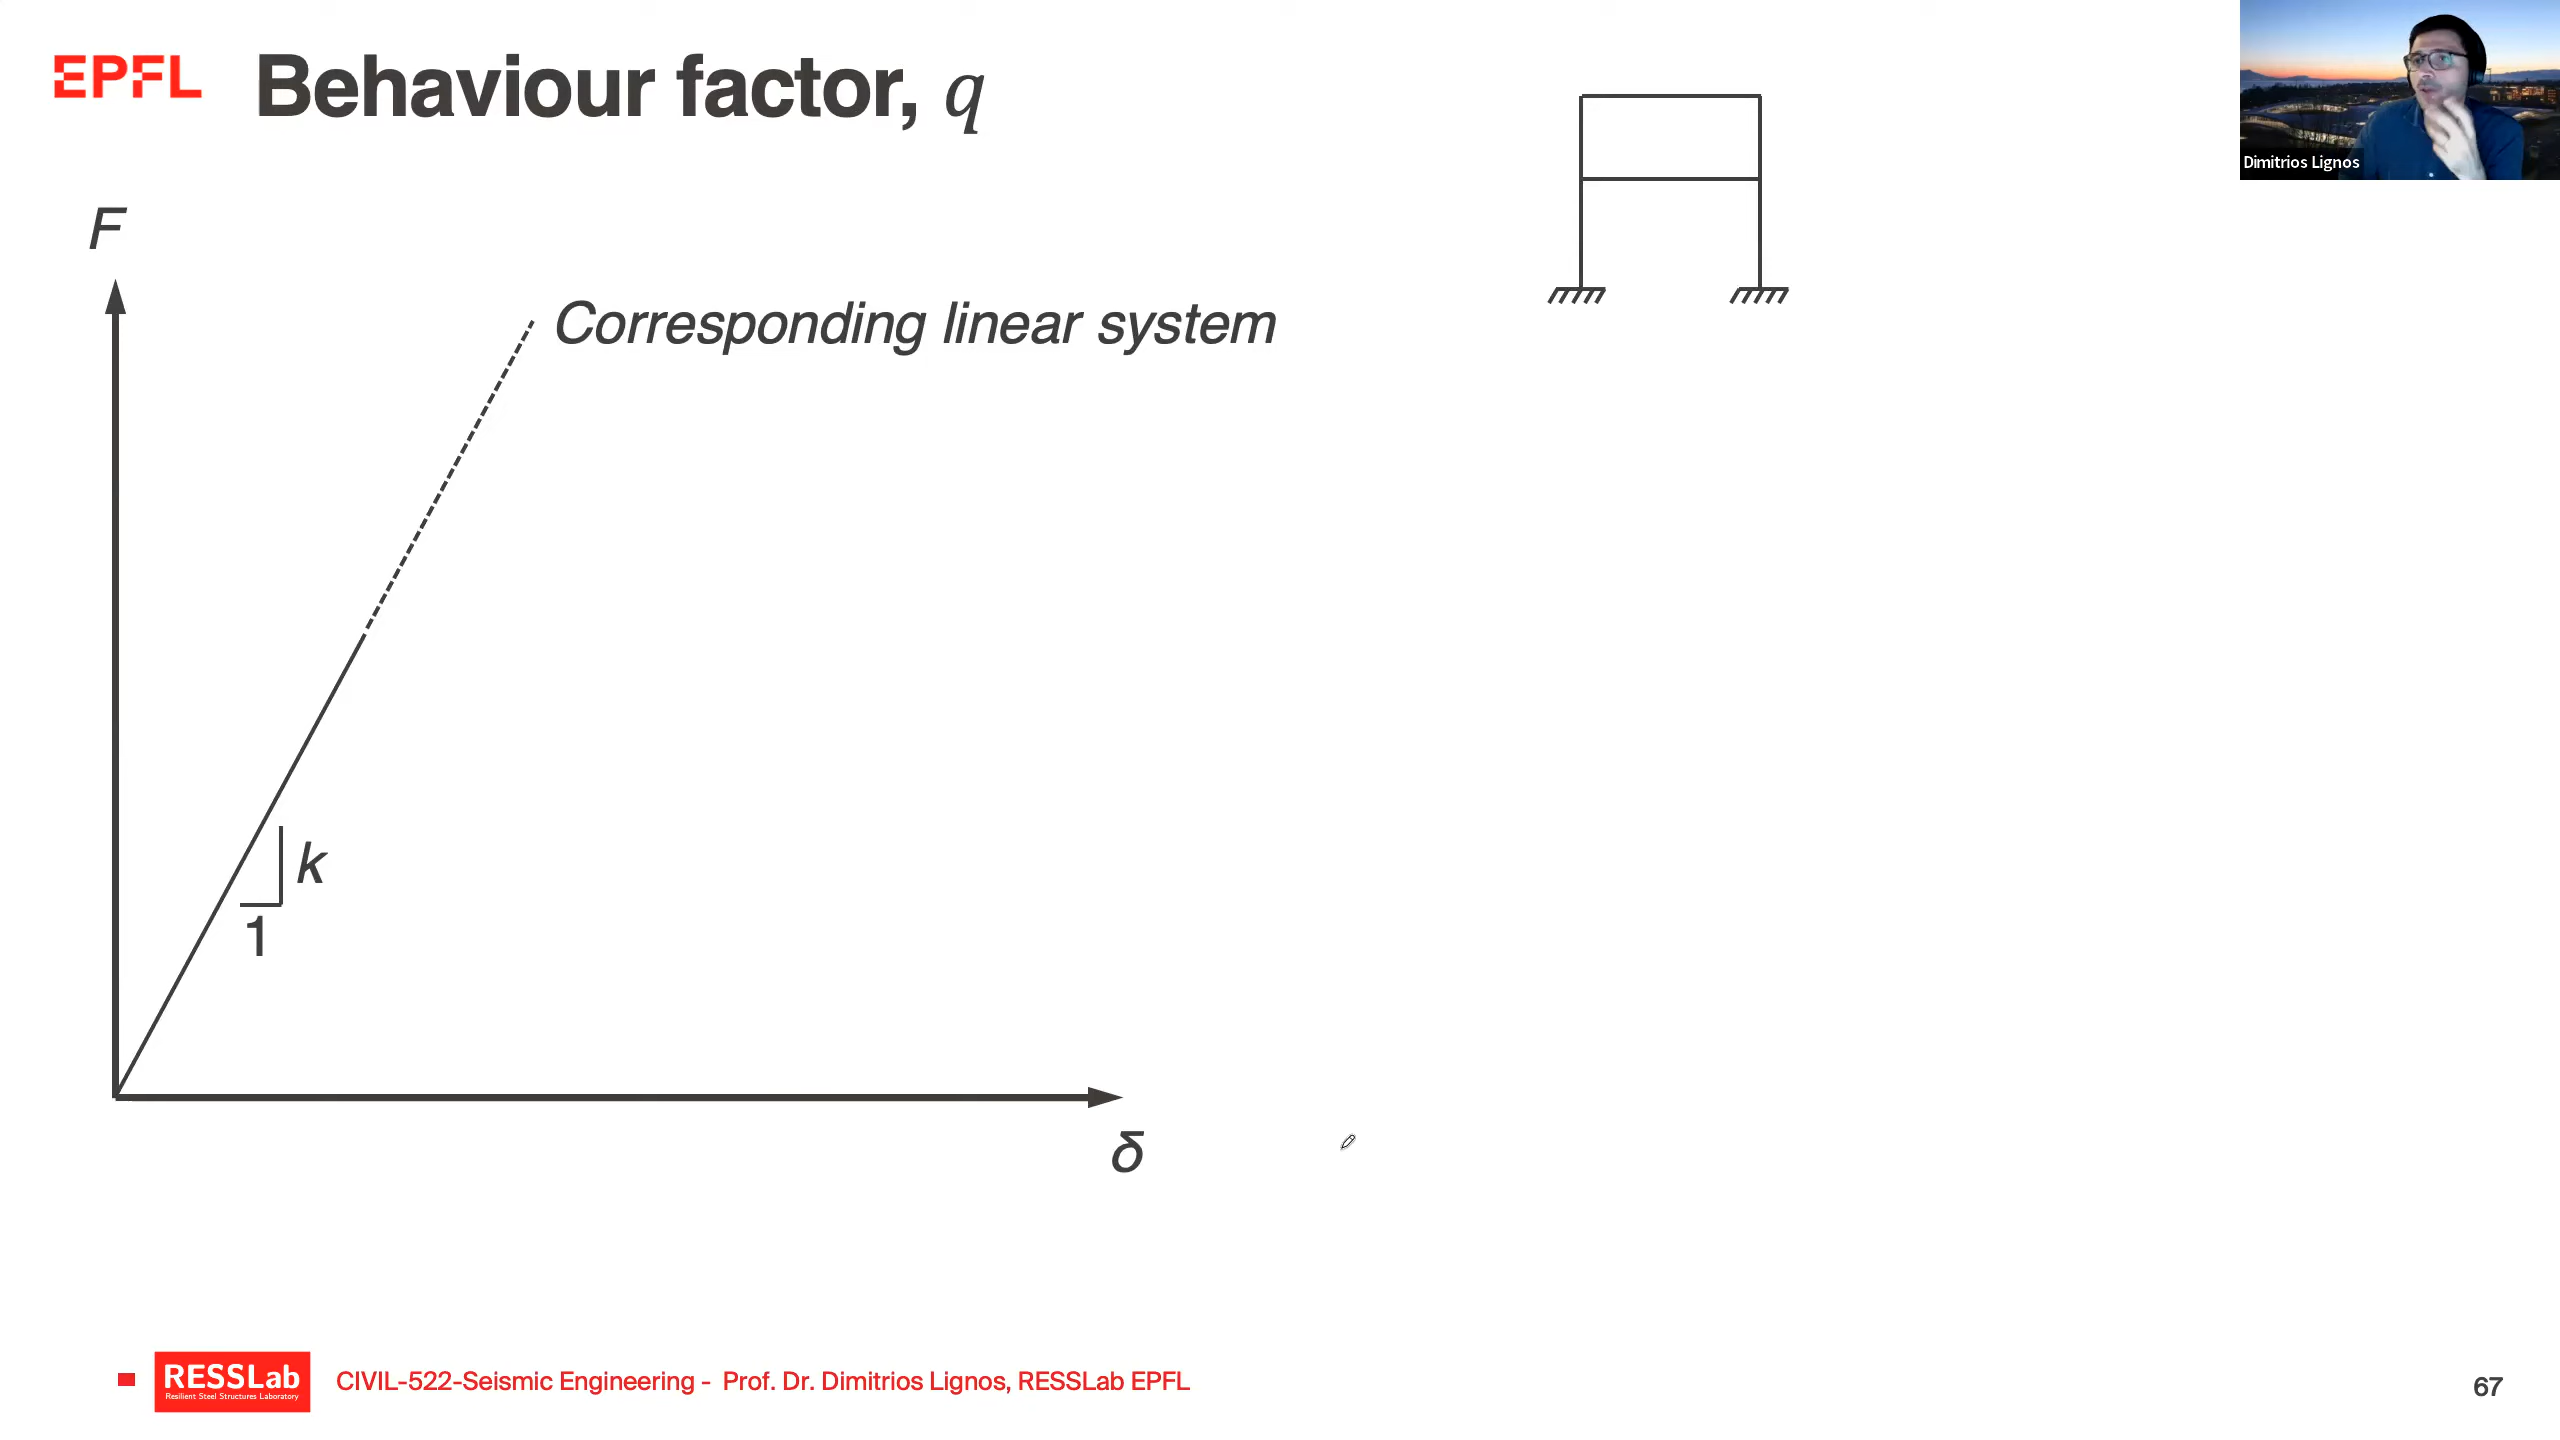 EPFL
Behaviour factor, q
Dimitrios Lignos
F
Corresponding linear system
k
1
δ
RESSLab
Resilient Steel Structures Laboratory
CIVIL-522-Seismic Engineering - Prof. Dr. Dimitrios Lignos, RESSLab EPFL
67